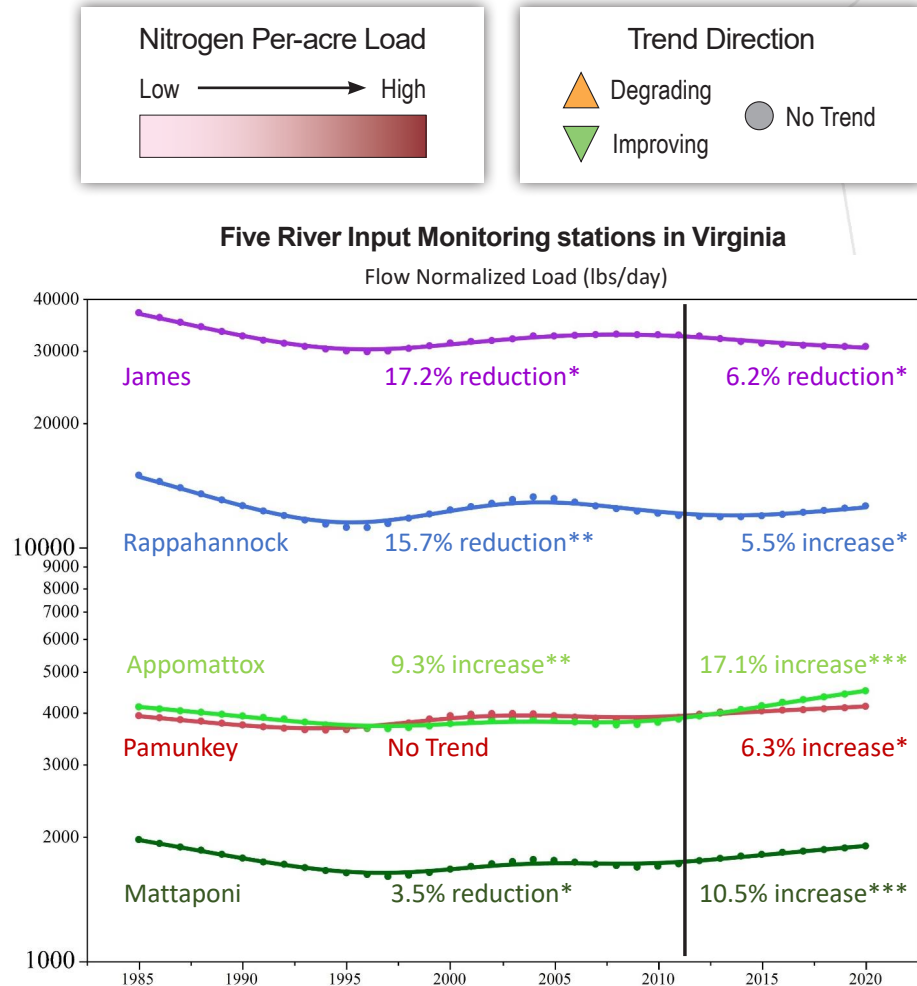 Nitrogen Per-acre Load
Low High
Trend Direction
Degrading
No Trend
Improving
Five River Input Monitoring stations in Virginia
Flow Normalized Load (lbs/day)
40000
30000
James 17.2% reduction* 6.2% reduction*
20000
Rappahannock 15.7% reduction** 5.5% increase*
10000
9000
8000
7000
6000
Appomattox 9.3% increase** 17.1% increase***
5000
4000
Pamunkey No Trend 6.3% increase*
3000
2000
Mattaponi 3.5% reduction* 10.5% increase***
1000
1985 1990 1995 2000 2005 2010 2015 2020